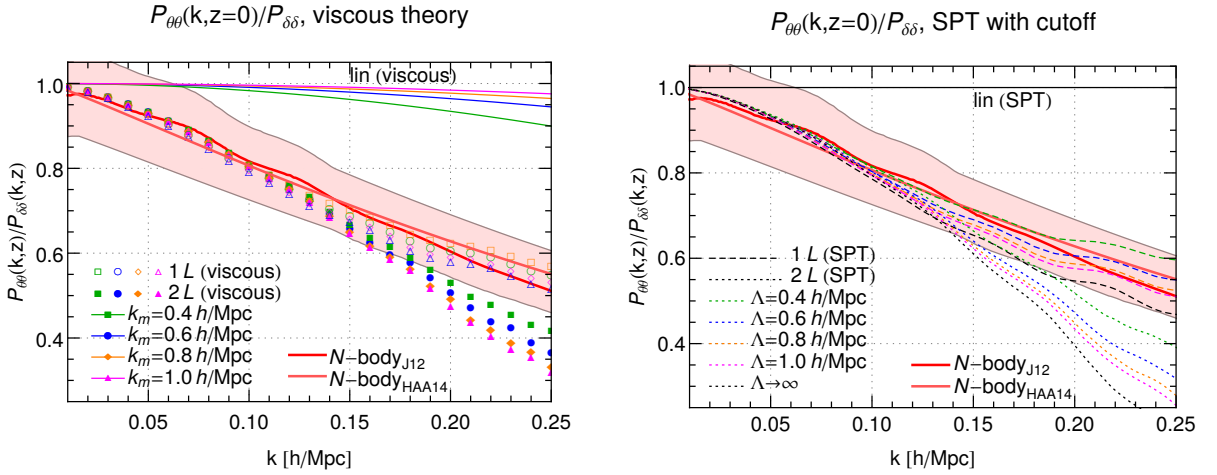 P_θθ(k,z=0)/P_δδ, viscous theory
P_θθ(k,z)/P_δδ(k,z)
1.0
0.8
0.6
0.4
lin (viscous)
1 L (viscous)
2 L (viscous)
k_m=0.4 h/Mpc
k_m=0.6 h/Mpc
k_m=0.8 h/Mpc
k_m=1.0 h/Mpc
N-body_J12
N-body_HAA14
0.05 0.10 0.15 0.20 0.25
k [h/Mpc]
P_θθ(k,z=0)/P_δδ, SPT with cutoff
P_θθ(k,z)/P_δδ(k,z)
1.0
0.8
0.6
0.4
lin (SPT)
1 L (SPT)
2 L (SPT)
Λ=0.4 h/Mpc
Λ=0.6 h/Mpc
Λ=0.8 h/Mpc
Λ=1.0 h/Mpc
Λ→∞
N-body_J12
N-body_HAA14
0.05 0.10 0.15 0.20 0.25
k [h/Mpc]